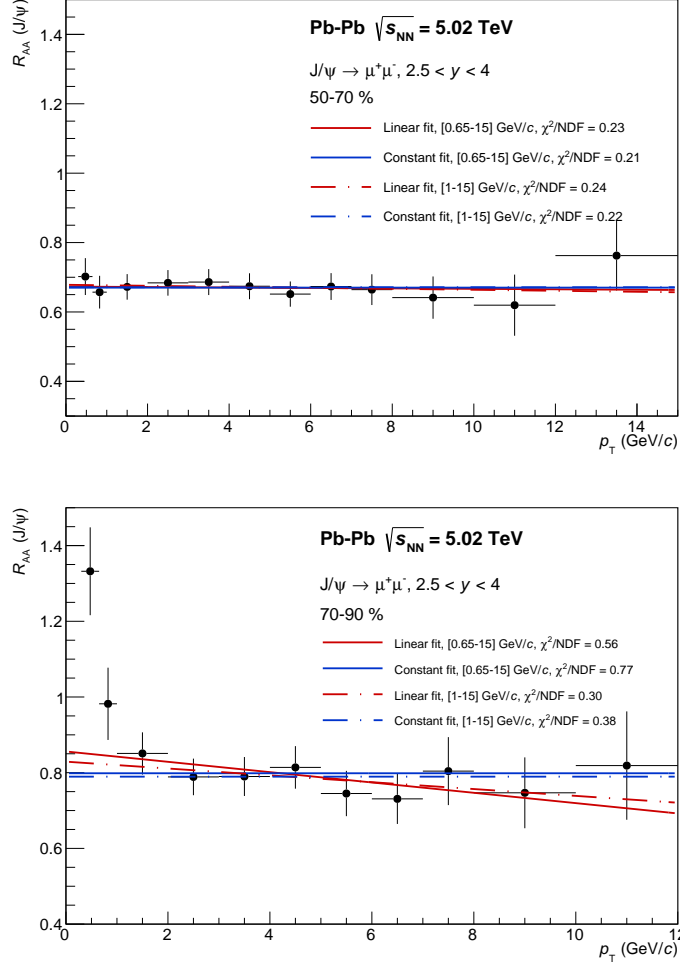 R_AA (J/ψ)
1.4
1.2
1
0.8
0.6
0.4
Pb-Pb √s_NN = 5.02 TeV
J/ψ → μ⁺μ⁻, 2.5 < y < 4
50-70 %
Linear fit, [0.65-15] GeV/c, χ²/NDF = 0.23
Constant fit, [0.65-15] GeV/c, χ²/NDF = 0.21
Linear fit, [1-15] GeV/c, χ²/NDF = 0.24
Constant fit, [1-15] GeV/c, χ²/NDF = 0.22
0 2 4 6 8 10 12 14
p_T (GeV/c)
R_AA (J/ψ)
1.4
1.2
1
0.8
0.6
0.4
Pb-Pb √s_NN = 5.02 TeV
J/ψ → μ⁺μ⁻, 2.5 < y < 4
70-90 %
Linear fit, [0.65-15] GeV/c, χ²/NDF = 0.56
Constant fit, [0.65-15] GeV/c, χ²/NDF = 0.77
Linear fit, [1-15] GeV/c, χ²/NDF = 0.30
Constant fit, [1-15] GeV/c, χ²/NDF = 0.38
0 2 4 6 8 10 12
p_T (GeV/c)